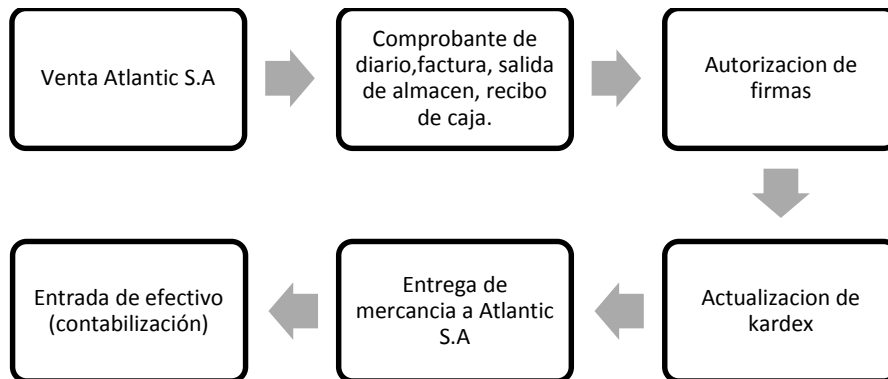 Venta Atlantic S.A
Comprobante de
diario,factura, salida
de almacen, recibo
de caja.
Autorizacion de
firmas
Actualizacion de
kardex
Entrega de
mercancia a Atlantic
S.A
Entrada de efectivo
(contabilización)